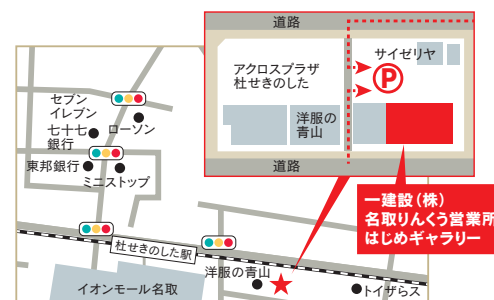 道路
サイゼリヤ
アクロスプラザ
杜せきのした
P
洋服の
青山
道路
一建設(株)
名取りんくう営業所
はじめギャラリー
セブン
イレブン
七十七
銀行
ローソン
東邦銀行
ミニストップ
杜せきのした駅
洋服の青山
イオンモール名取
トイザらス